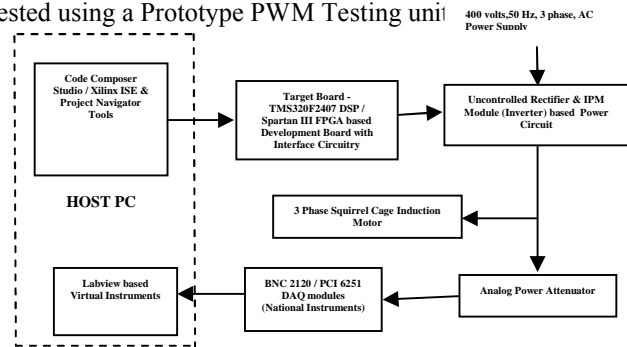 ested using a Prototype PWM Testing unit
400 volts,50 Hz, 3 phase, AC
Power Supply
Code Composer
Studio / Xilinx ISE &
Project Navigator
Tools
Target Board -
TMS320F2407 DSP /
Spartan III FPGA based
Development Board with
Interface Circuitry
Uncontrolled Rectifier & IPM
Module (Inverter) based Power
Circuit
HOST PC
3 Phase Squirrel Cage Induction
Motor
Labview based
Virtual Instruments
BNC 2120 / PCI 6251
DAQ modules
(National Instruments)
Analog Power Attenuator